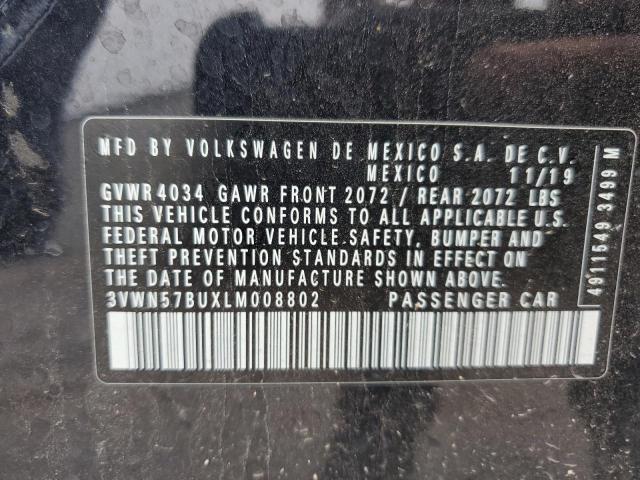 MFD BY VOLKSWAGEN DE MEXICO S.A. DE C.V.
MEXICO 11/19
GVWR 4034 GAWR FRONT 2072 / REAR 2072 LBS
THIS VEHICLE CONFORMS TO ALL APPLICABLE U.S.
FEDERAL MOTOR VEHICLE SAFETY, BUMPER AND
THEFT PREVENTION STANDARDS IN EFFECT ON
THE DATE OF MANUFACTURE SHOWN ABOVE.
3VWN57BUXLM008802 PASSENGER CAR
49115 49 3499 M